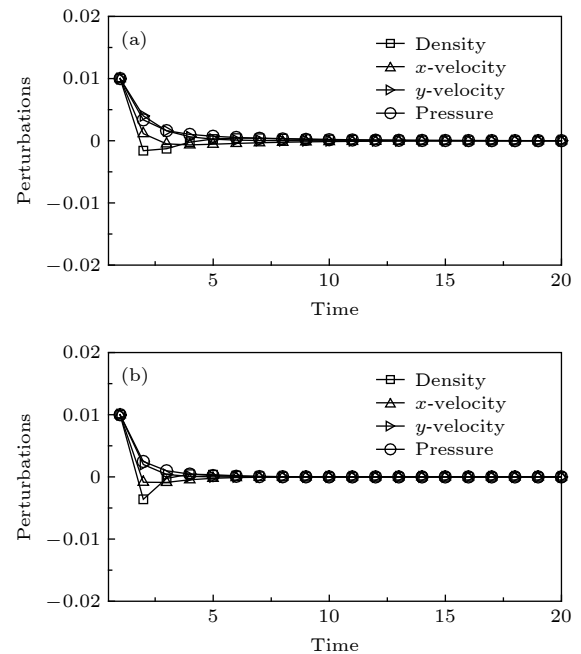 0.02
(a)
Density
x-velocity
0.01
y-velocity
Pressure
Perturbations
0
−0.01
−0.02
5
10
15
20
Time
0.02
(b)
Density
x-velocity
0.01
y-velocity
Pressure
Perturbations
0
−0.01
−0.02
5
10
15
20
Time